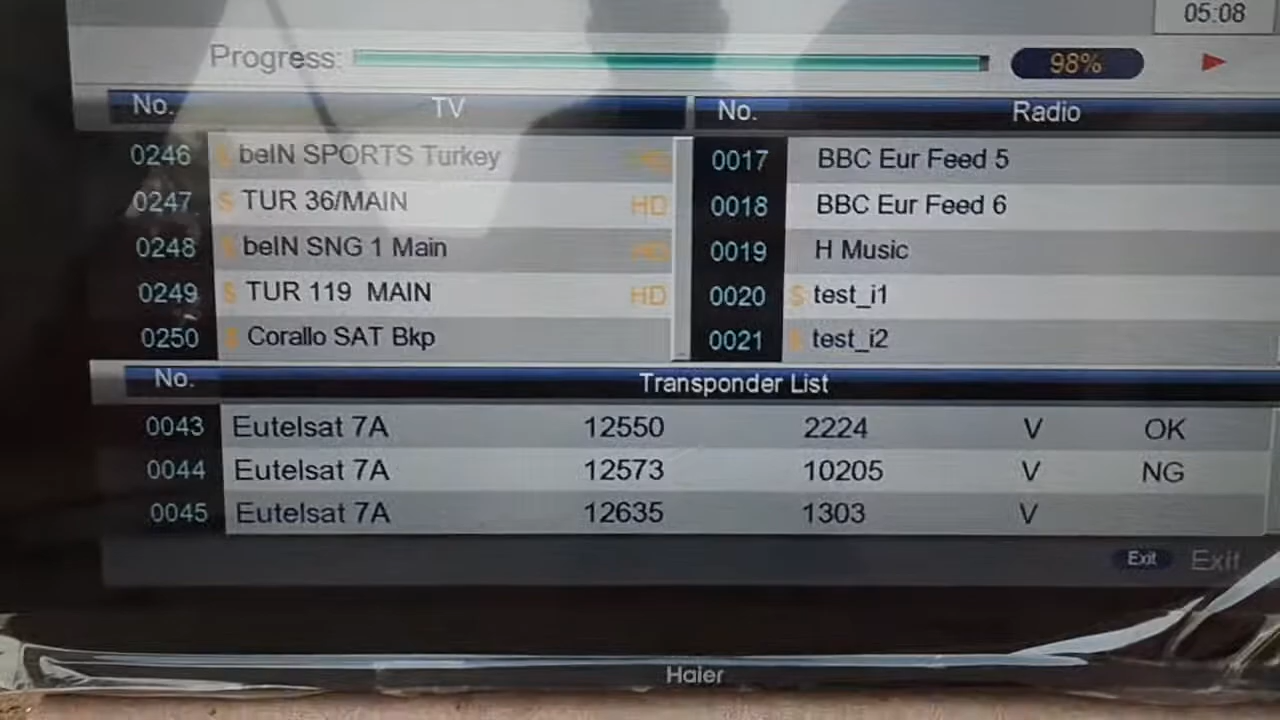 05:08
Progress: 98%
No. TV No. Radio
0246 $ beIN SPORTS Turkey HD 0017 BBC Eur Feed 5
0247 $ TUR 36/MAIN HD 0018 BBC Eur Feed 6
0248 $ beIN SNG 1 Main HD 0019 H Music
0249 $ TUR 119 MAIN HD 0020 $ test_i1
0250 $ Corallo SAT Bkp 0021 $ test_i2
No. Transponder List
0043 Eutelsat 7A 12550 2224 V OK
0044 Eutelsat 7A 12573 10205 V NG
0045 Eutelsat 7A 12635 1303 V
Exit Exit
Haier